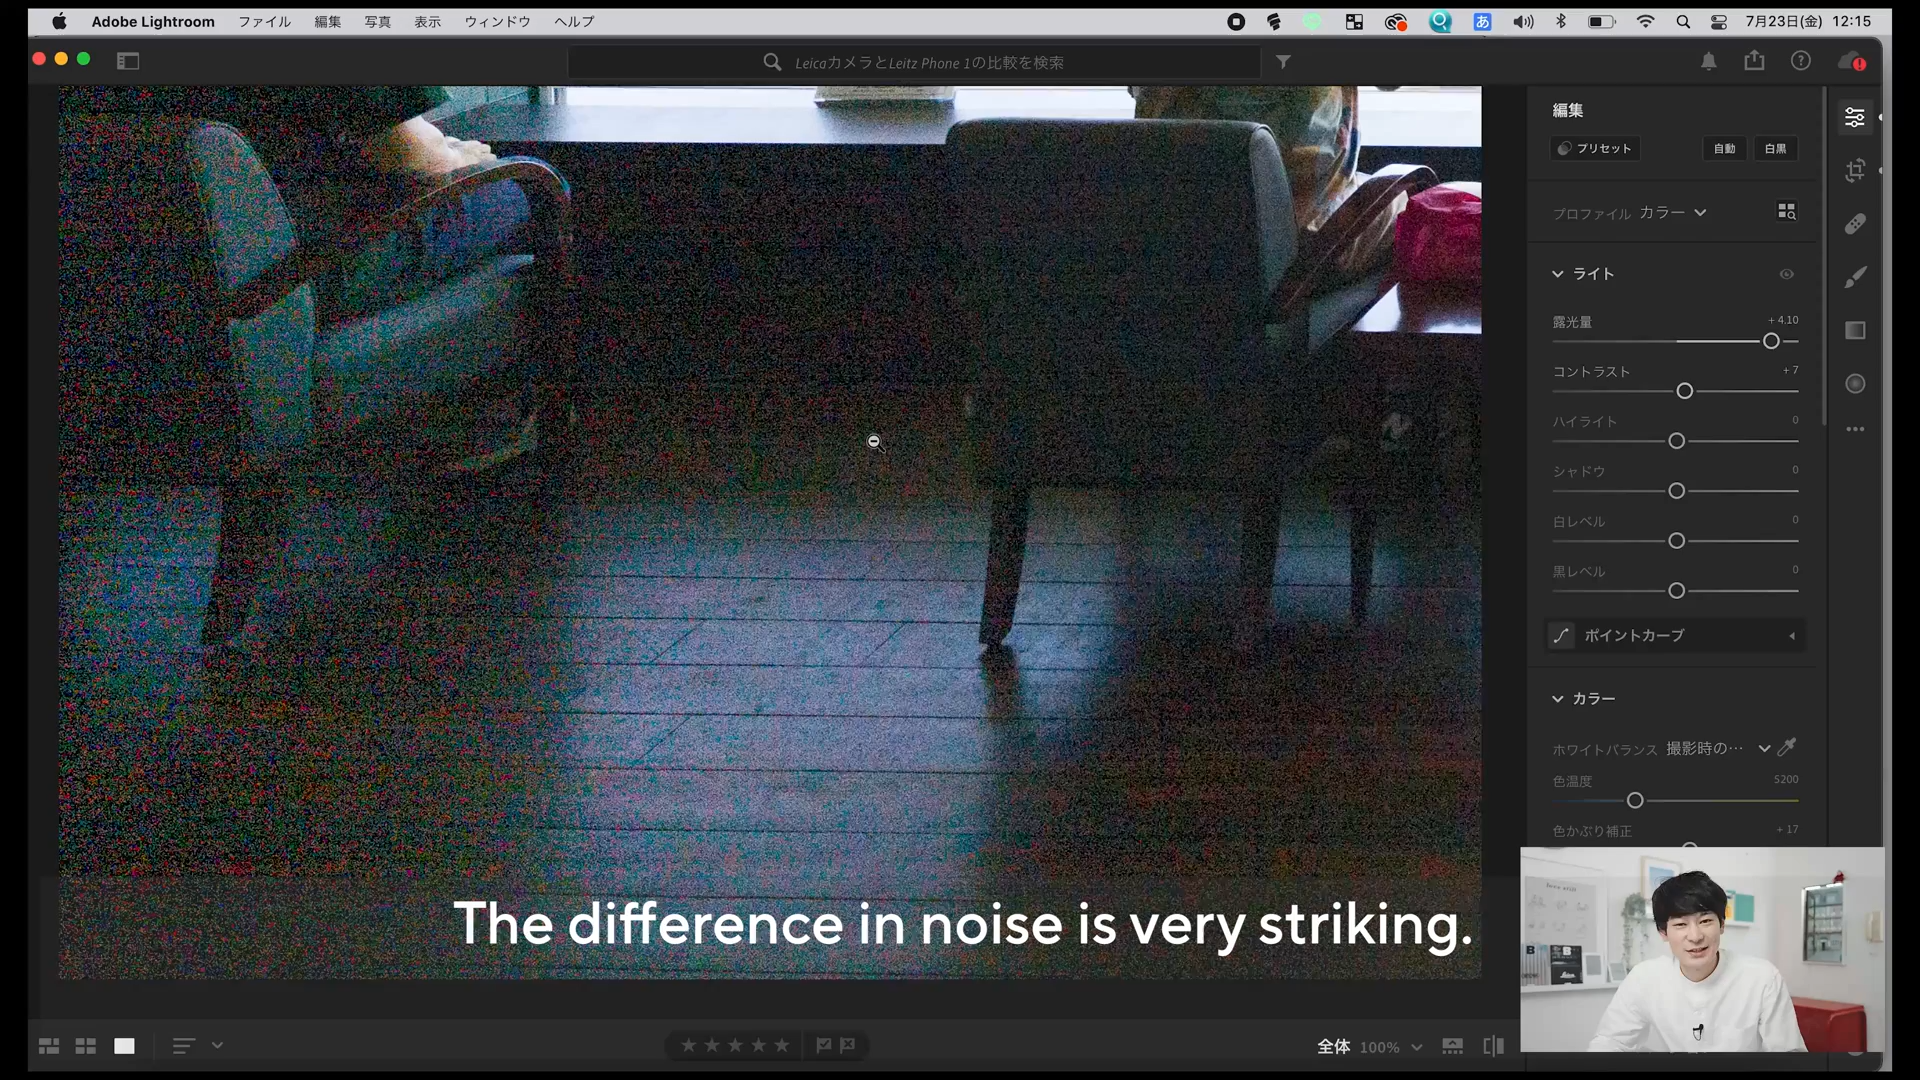 Adobe Lightroom ファイル 編集 写真 表示 ウィンドウ ヘルプ
あ 7月23日(金) 12:15
LeicaカメラとLeitz Phone 1の比較を検索
編集
プリセット 自動 白黒
プロファイル カラー
ライト
露光量 + 4.10
コントラスト + 7
ハイライト 0
シャドウ 0
白レベル 0
黒レベル 0
ポイントカーブ
カラー
ホワイトバランス 撮影時の…
色温度 5200
色かぶり補正 + 17
The difference in noise is very striking.
全体 100%